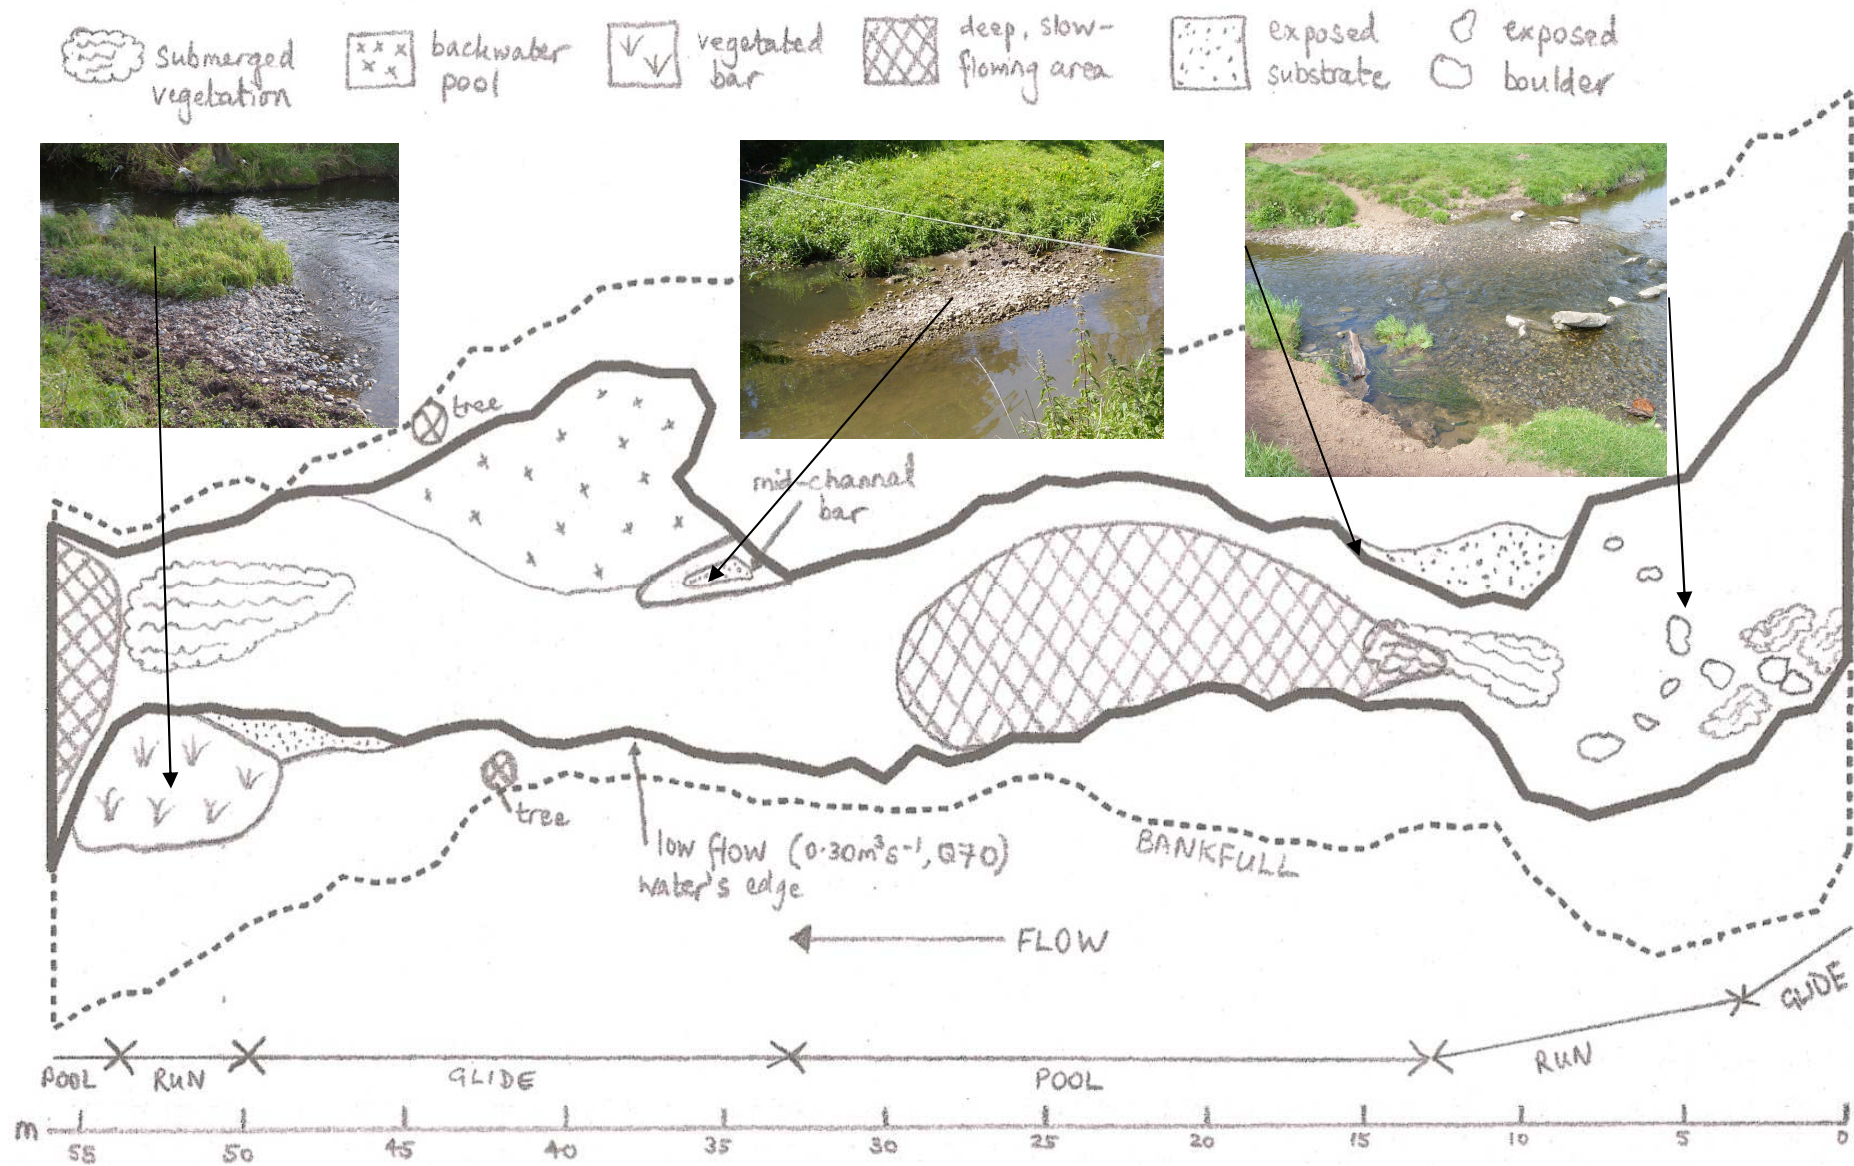 submerged
vegetation
backwater
pool
vegetated
bar
deep, slow-
flowing area
exposed
substrate
exposed
boulder
tree
mid-channal
bar
tree
low flow (0.30m³s⁻¹, Q70)
water's edge
BANKFULL
FLOW
GLIDE
POOL
RUN
GLIDE
POOL
RUN
m
55
50
45
40
35
30
25
20
15
10
5
0